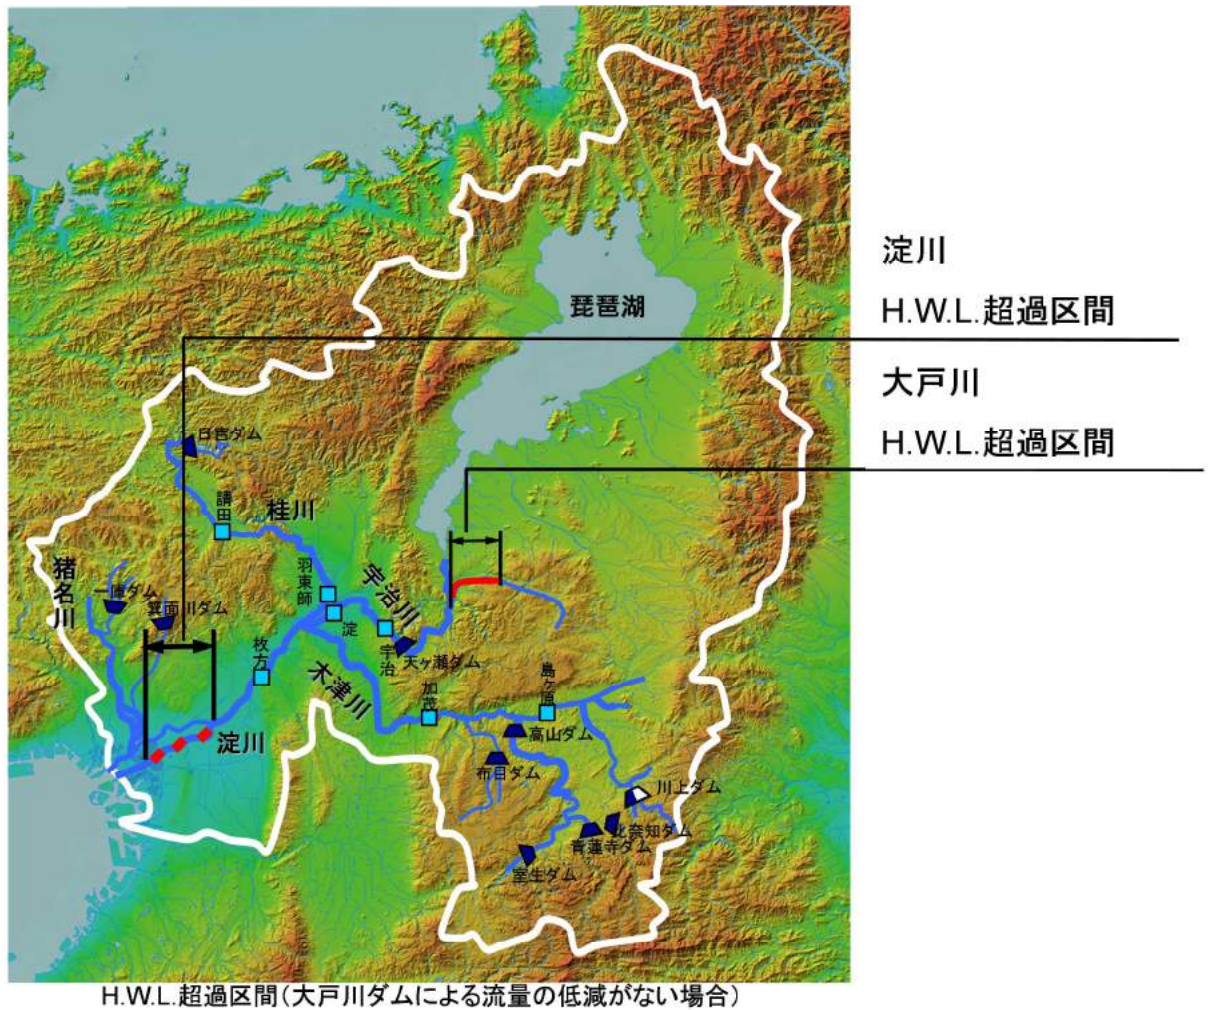 淀川
H.W.L.超過区間
琵琶湖
大戸川
H.W.L.超過区間
日吉ダム
請田
桂川
羽束師
宇治川
猪名川
一庫ダム
箕面川ダム
淀
宇治
天ヶ瀬ダム
枚方
木津川
加茂
島ヶ原
淀川
高山ダム
布目ダム
川上ダム
比奈知ダム
青蓮寺ダム
室生ダム
H.W.L.超過区間(大戸川ダムによる流量の低減がない場合)